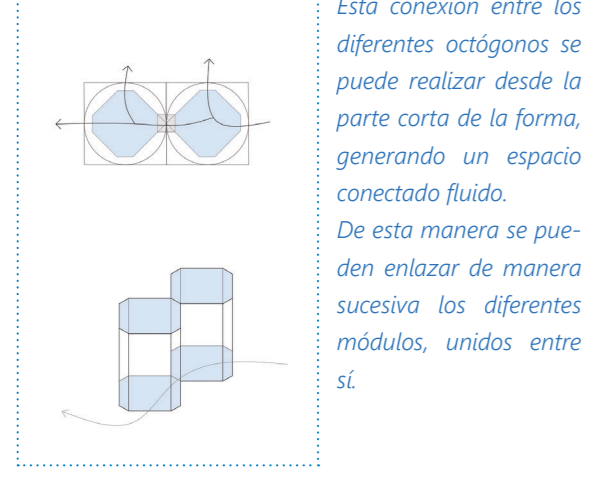 Esta conexión entre los
diferentes octógonos se
puede realizar desde la
parte corta de la forma,
generando un espacio
conectado fluido.
De esta manera se pue-
den enlazar de manera
sucesiva los diferentes
módulos, unidos entre
sí.